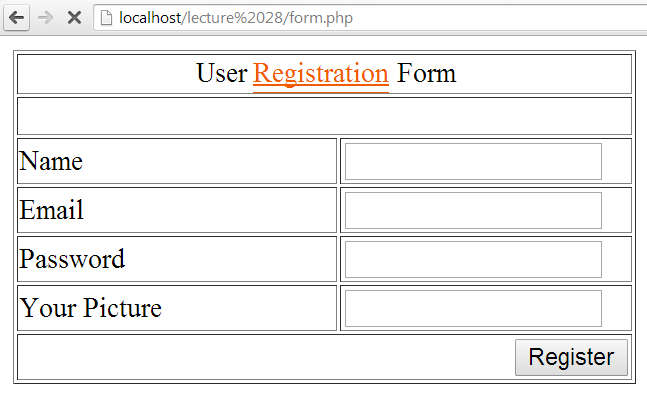 localhost/lecture%2028/form.php
User Registration Form
Name
Email
Password
Your Picture
Register